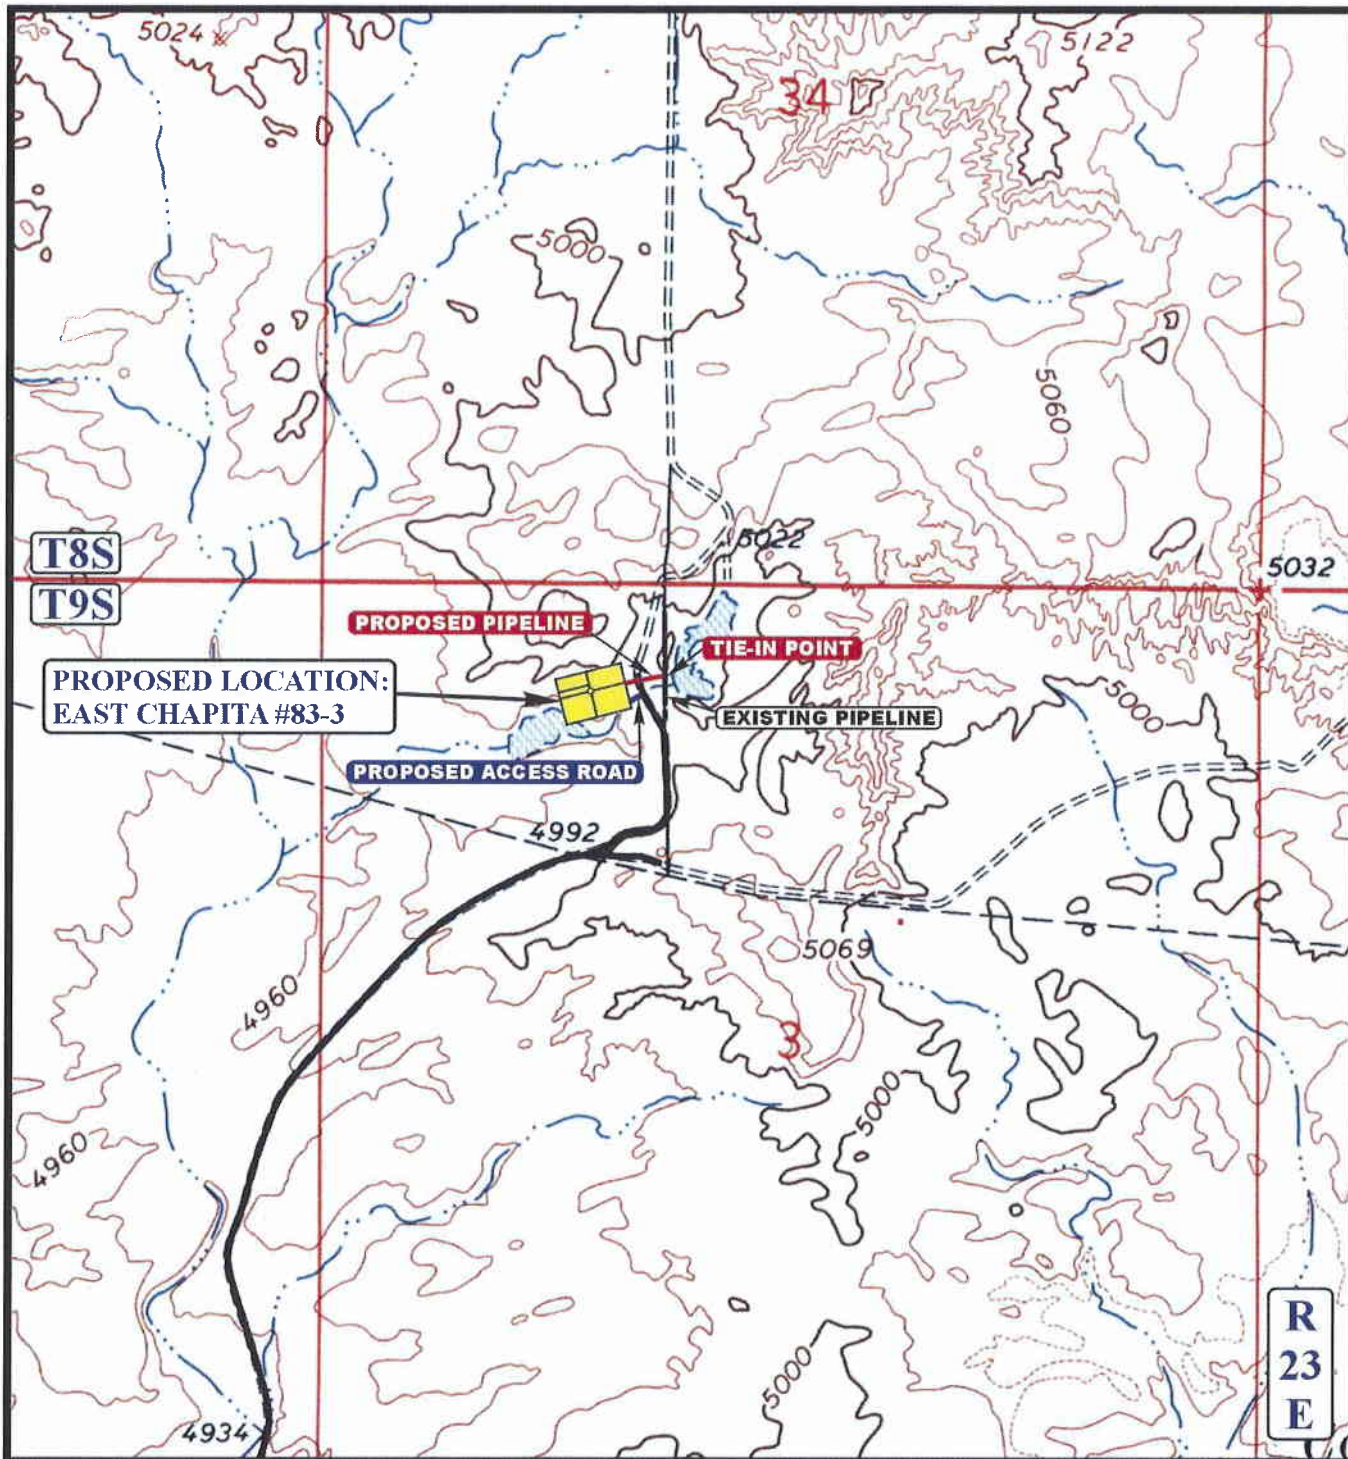 5024
5122
34
5000
5060
T8S
5022
5032
T9S
PROPOSED PIPELINE
TIE-IN POINT
PROPOSED LOCATION:
EAST CHAPITA #83-3
5000
EXISTING PIPELINE
PROPOSED ACCESS ROAD
4992
5069
4960
3
5000
4960
R
23
E
5000
4934